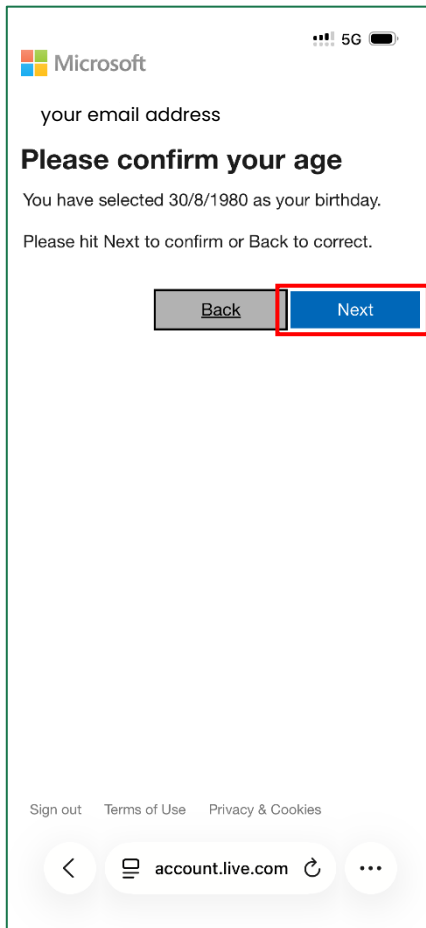 5G
Microsoft
your email address
Please confirm your age
You have selected 30/8/1980 as your birthday.
Please hit Next to confirm or Back to correct.
Back Next
Sign out Terms of Use Privacy & Cookies
account.live.com